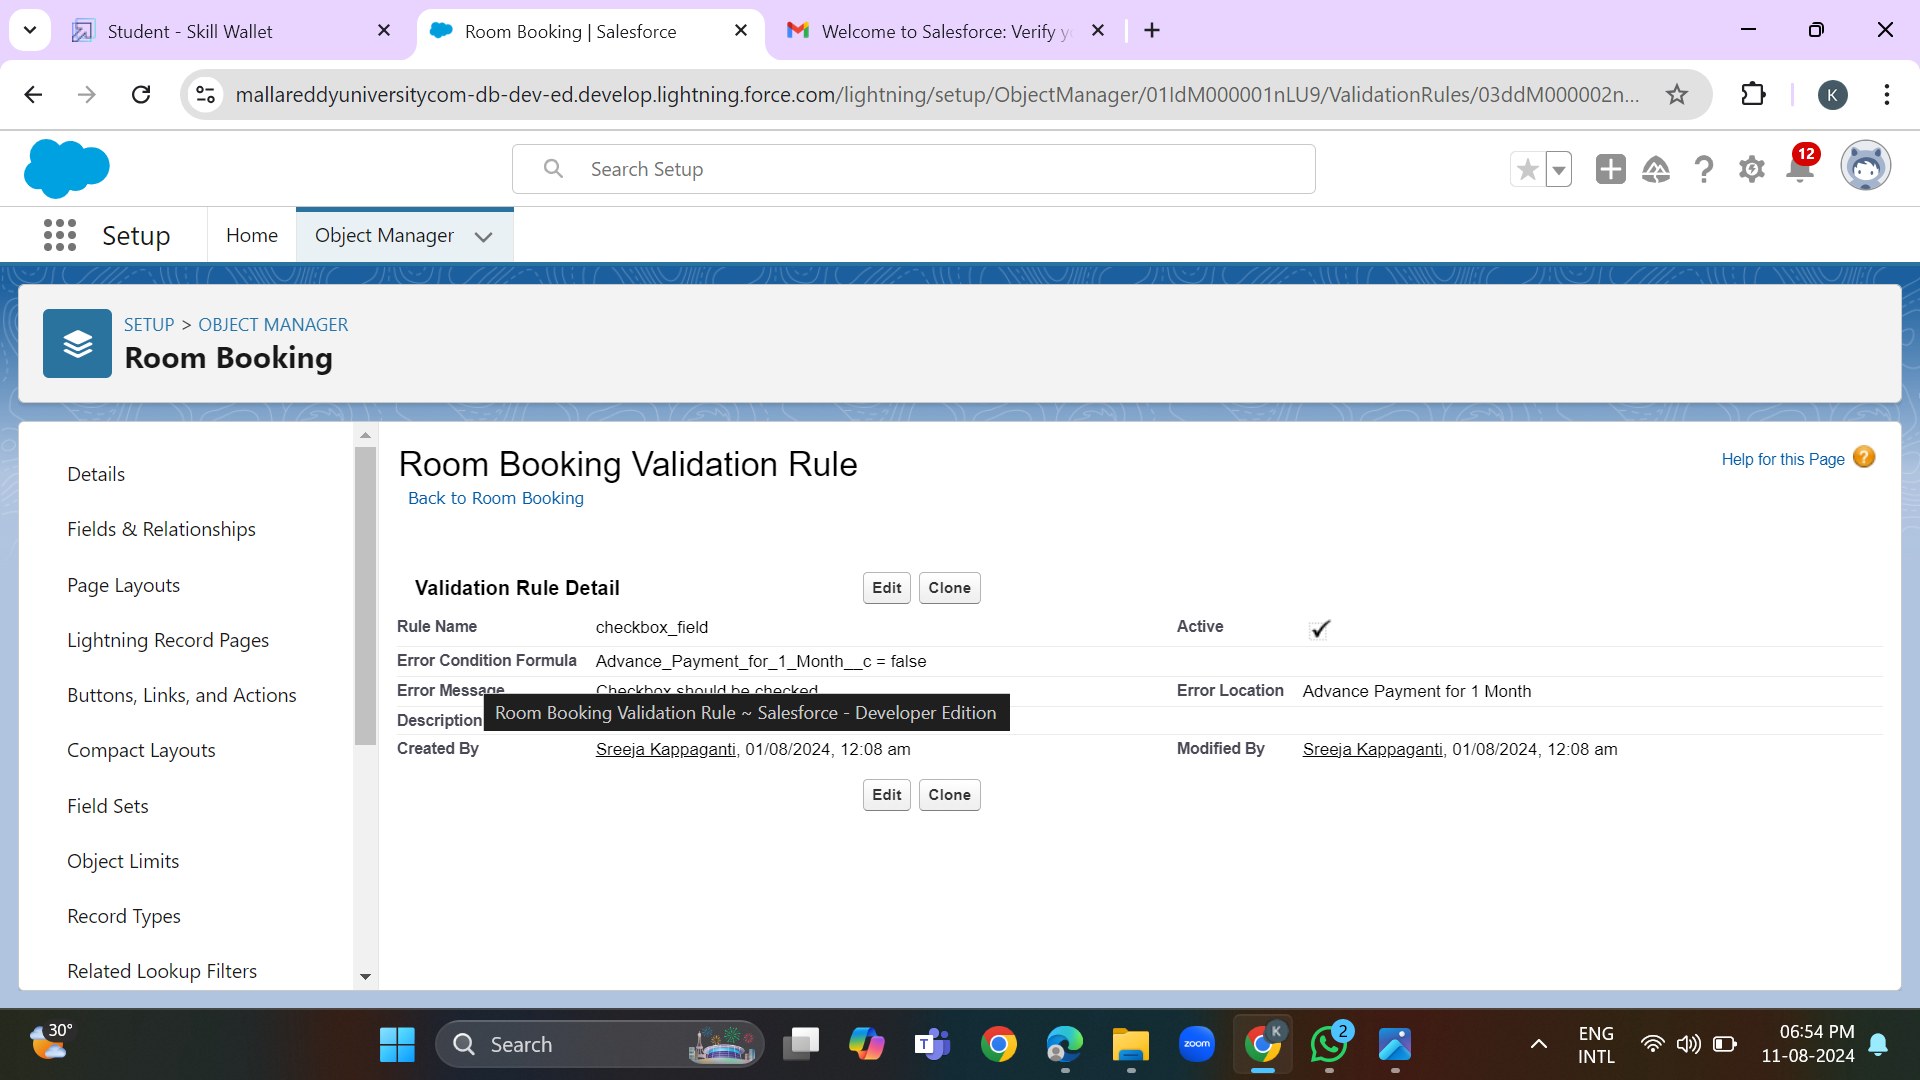 Student - Skill Wallet
Room Booking | Salesforce
Welcome to Salesforce: Verify y
mallareddyuniversitycom-db-dev-ed.develop.lightning.force.com/lightning/setup/ObjectManager/01IdM000001nLU9/ValidationRules/03ddM000002n...
K
Search Setup
12
Setup
Home
Object Manager
SETUP > OBJECT MANAGER
Room Booking
Details
Fields & Relationships
Page Layouts
Lightning Record Pages
Buttons, Links, and Actions
Compact Layouts
Field Sets
Object Limits
Record Types
Related Lookup Filters
Room Booking Validation Rule
Help for this Page
Back to Room Booking
Validation Rule Detail
Edit
Clone
Rule Name checkbox_field
Active
Error Condition Formula Advance_Payment_for_1_Month__c = false
Error Message Checkbox should be checked
Error Location Advance Payment for 1 Month
Description
Room Booking Validation Rule ~ Salesforce - Developer Edition
Created By Sreeja Kappaganti, 01/08/2024, 12:08 am
Modified By Sreeja Kappaganti, 01/08/2024, 12:08 am
Edit
Clone
30°
Search
T
zoom
K
2
ENG
INTL
06:54 PM
11-08-2024